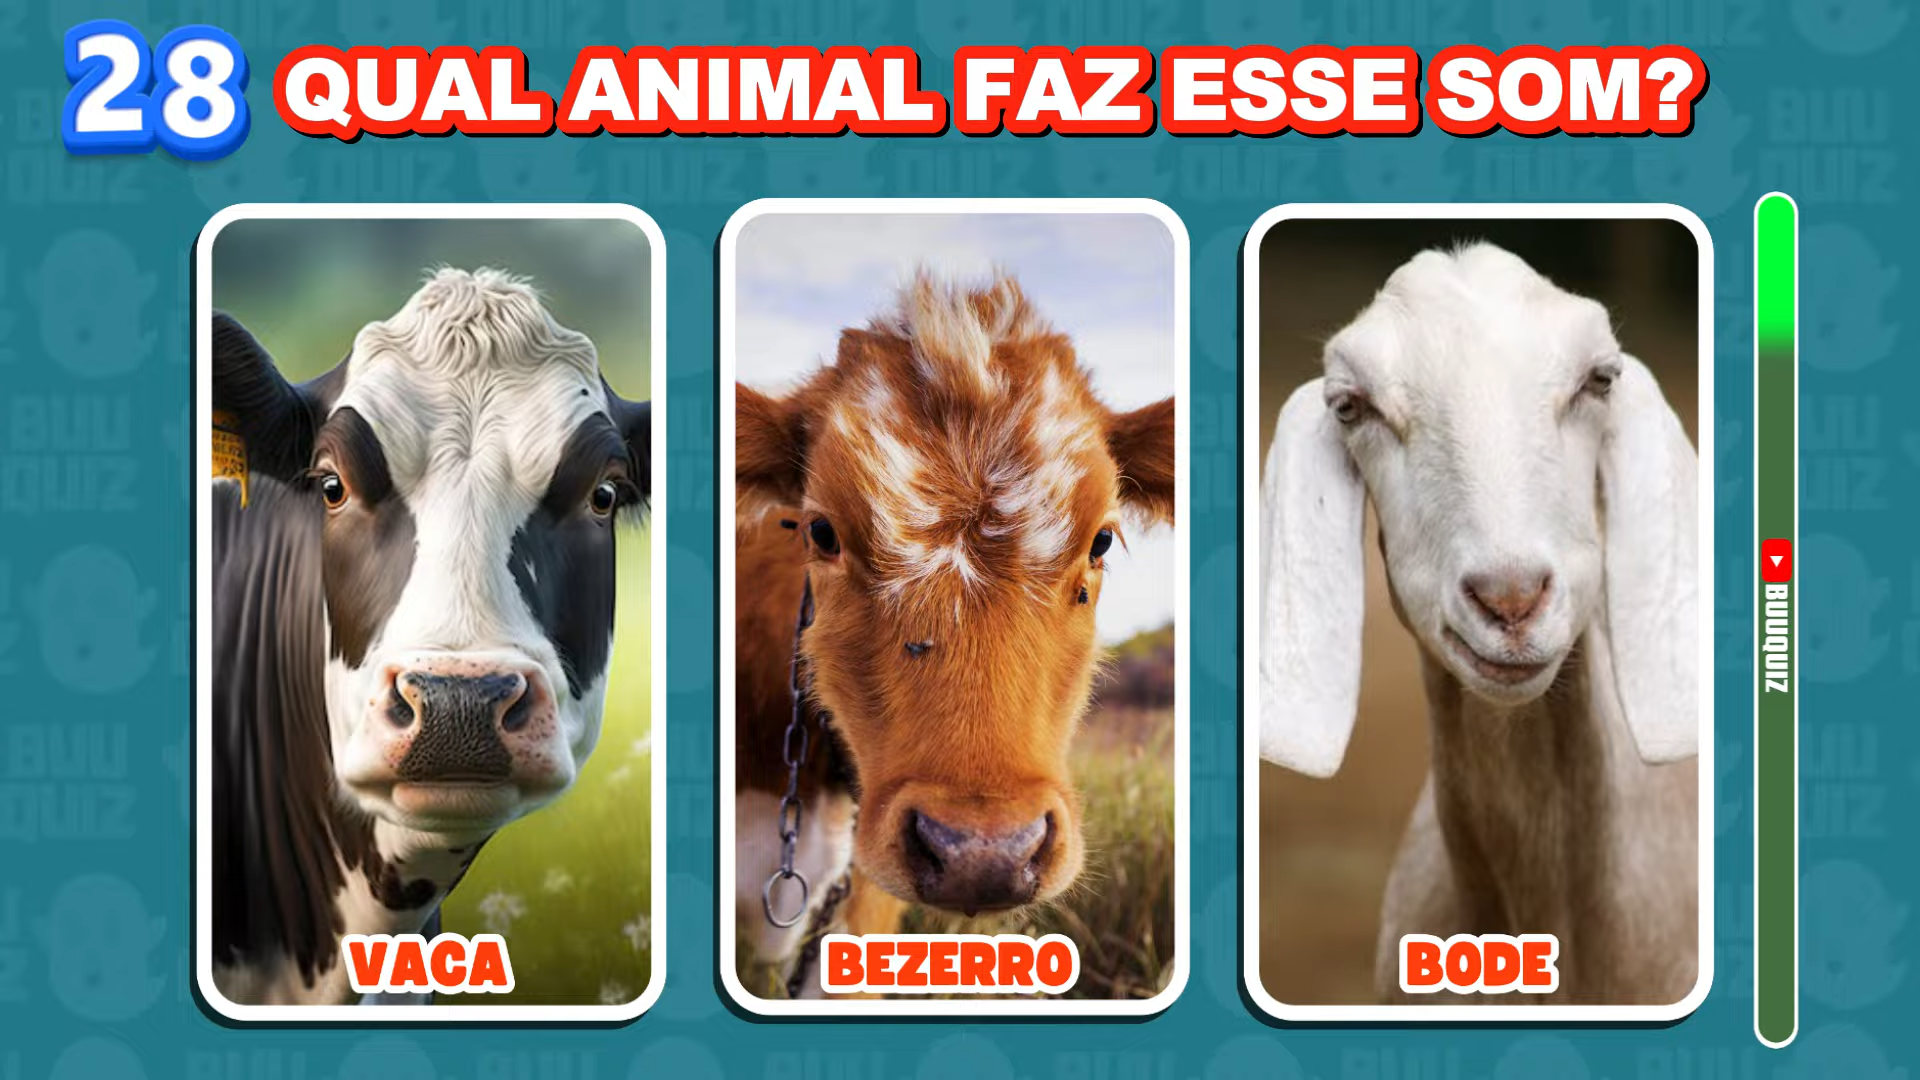 28 QUAL ANIMAL FAZ ESSE SOM?
VACA
BEZERRO
BODE
BUUQUIZ